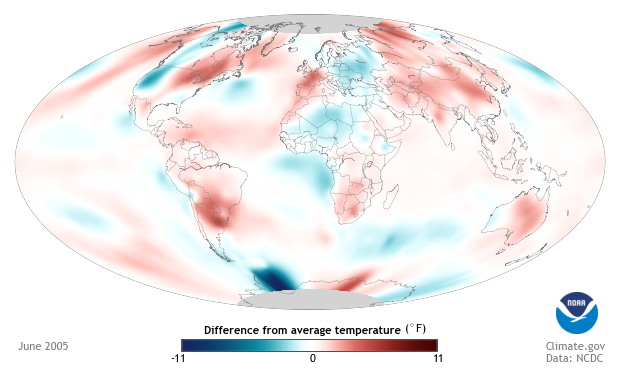 NOAA
Difference from average temperature (°F)
June 2005
-11 0 11
Climate.gov
Data: NCDC